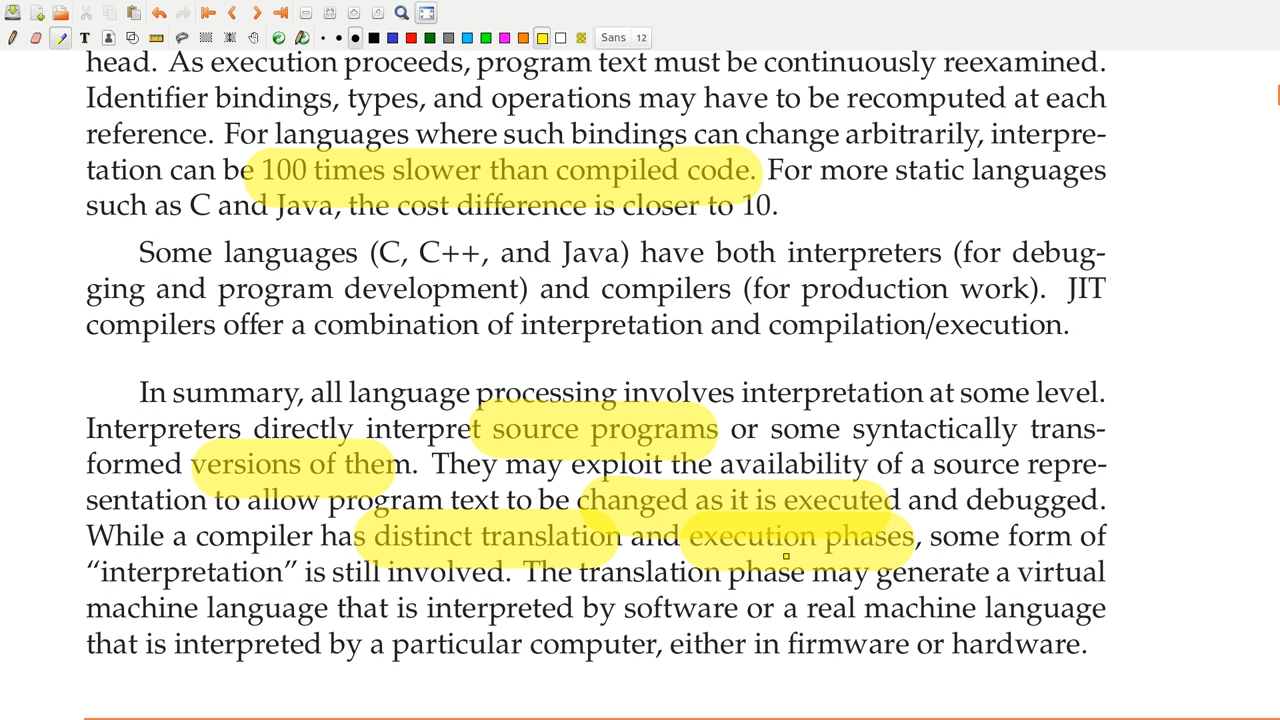 Sans 12
head. As execution proceeds, program text must be continuously reexamined.
Identifier bindings, types, and operations may have to be recomputed at each
reference. For languages where such bindings can change arbitrarily, interpre-
tation can be 100 times slower than compiled code. For more static languages
such as C and Java, the cost difference is closer to 10.
Some languages (C, C++, and Java) have both interpreters (for debug-
ging and program development) and compilers (for production work). JIT
compilers offer a combination of interpretation and compilation/execution.
In summary, all language processing involves interpretation at some level.
Interpreters directly interpret source programs or some syntactically trans-
formed versions of them. They may exploit the availability of a source repre-
sentation to allow program text to be changed as it is executed and debugged.
While a compiler has distinct translation and execution phases, some form of
“interpretation” is still involved. The translation phase may generate a virtual
machine language that is interpreted by software or a real machine language
that is interpreted by a particular computer, either in firmware or hardware.